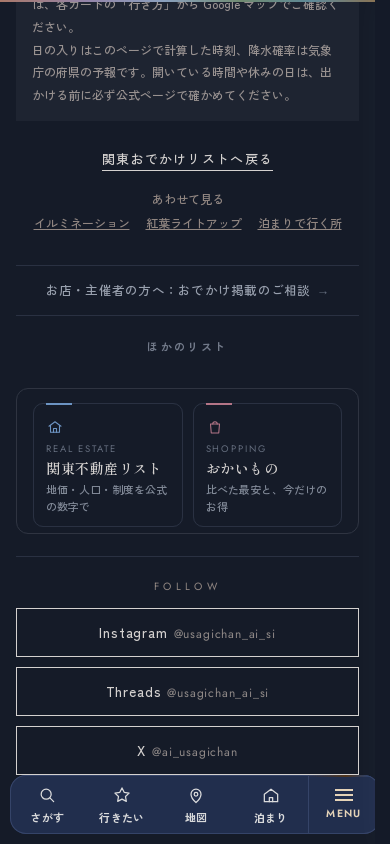 は、各カードの「行き方」から Google マップでご確認く
ださい。
日の入りはこのページで計算した時刻、降水確率は気象
庁の府県の予報です。開いている時間や休みの日は、出
かける前に必ず公式ページで確かめてください。
関東おでかけリストへ戻る
あわせて見る
イルミネーション 紅葉ライトアップ 泊まりで行く所
お店・主催者の方へ：おでかけ掲載のご相談 →
ほかのリスト
REAL ESTATE
関東不動産リスト
地価・人口・制度を公式
の数字で
SHOPPING
おかいもの
比べた最安と、今だけの
お得
FOLLOW
Instagram @usagichan_ai_si
Threads @usagichan_ai_si
X @ai_usagichan
さがす 行きたい 地図 泊まり MENU